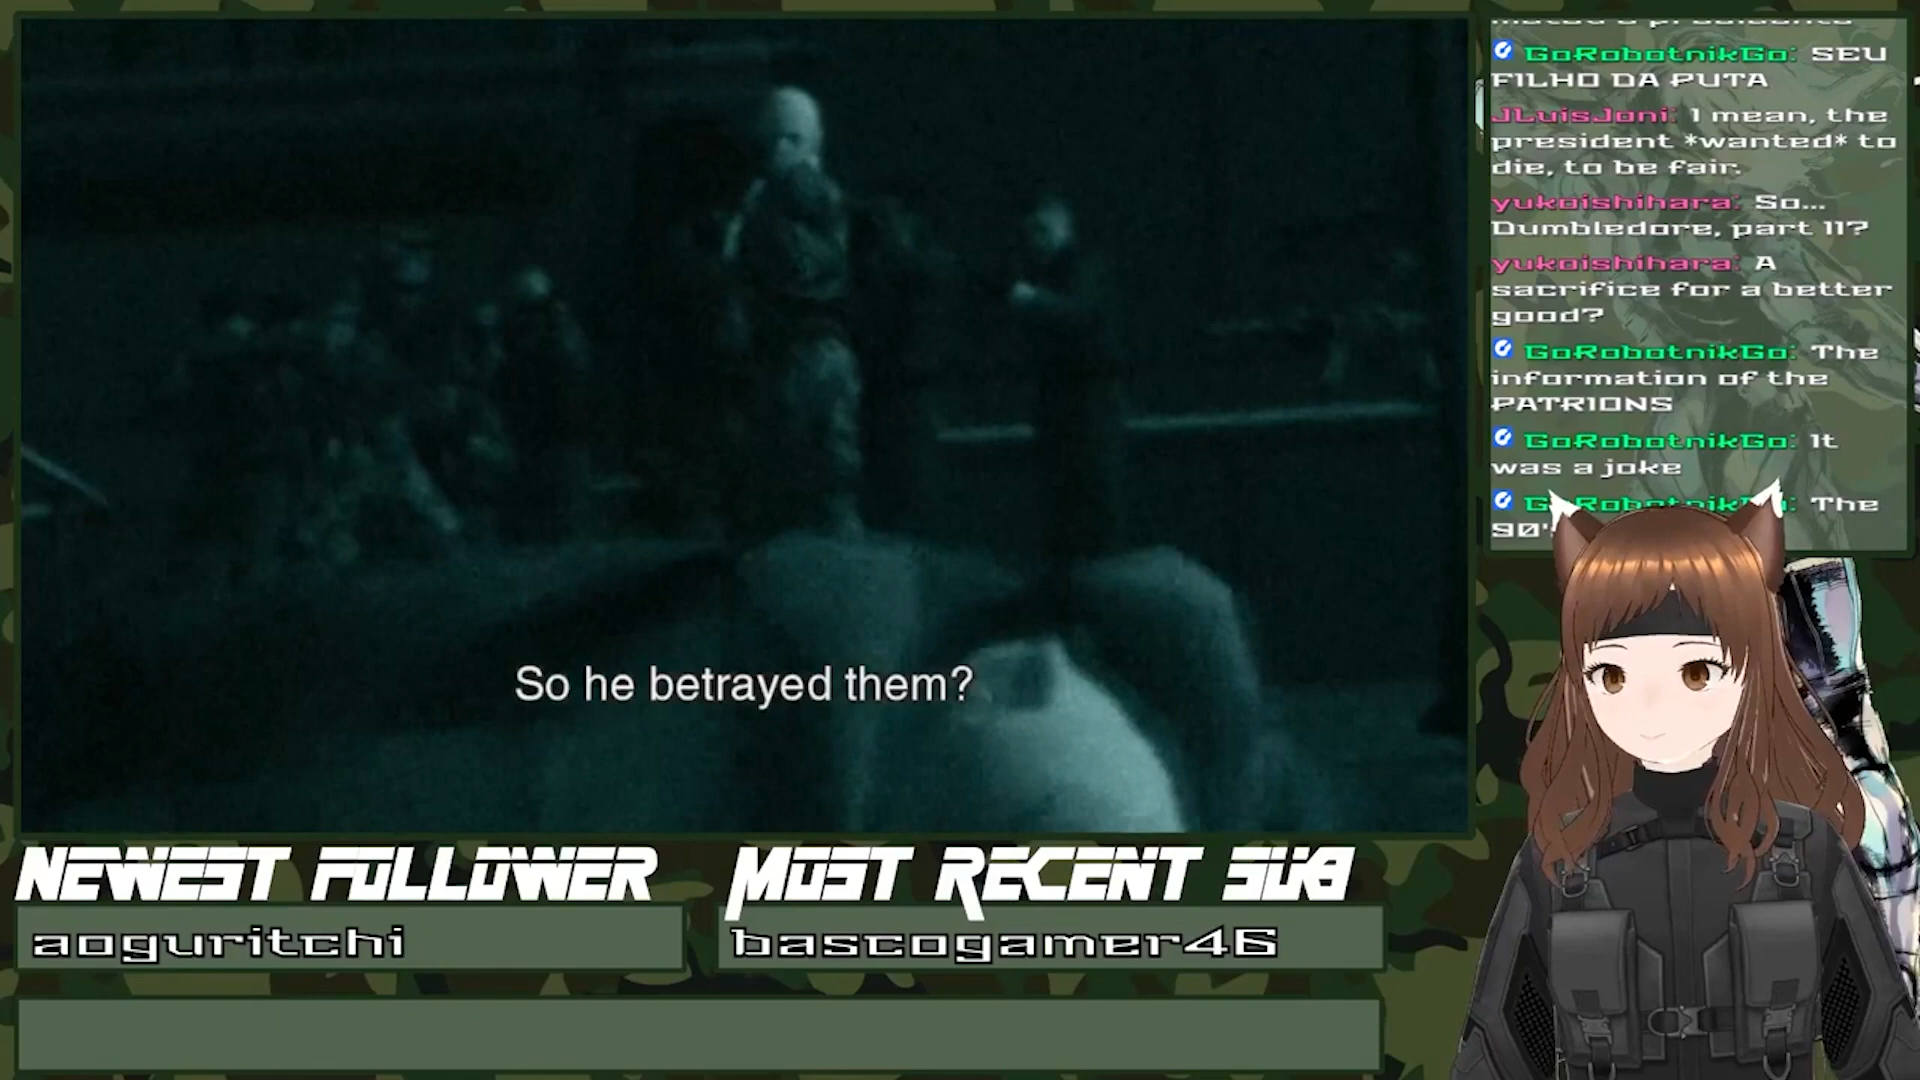 So he betrayed them?
NEWEST FOLLOWER
MOST RECENT SUB
aoguritchi
bascogamer46
GoRobotnikGo: SEU
FILHO DA PUTA
JLuisJoni: I mean, the
president *wanted* to
die, to be fair.
yukoishihara: So...
Dumbledore, part II?
yukoishihara: A
sacrifice for a better
good?
GoRobotnikGo: The
information of the
PATRIONS
GoRobotnikGo: It
was a joke
The